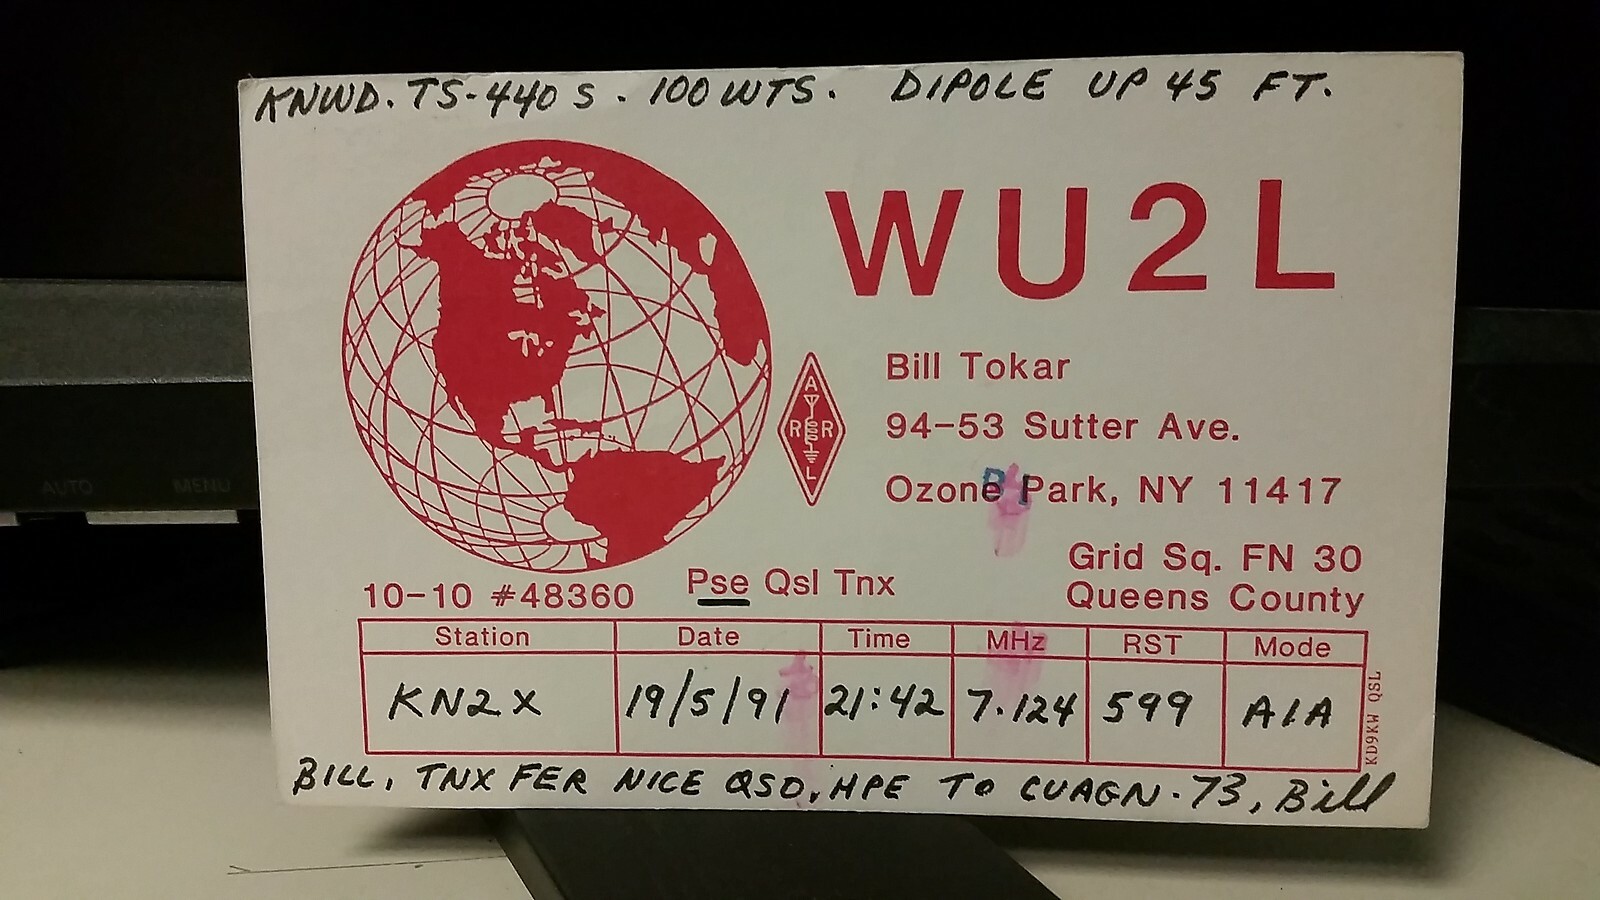 KNWD. TS-440 S. 100 WTS. DIPOLE UP 45 FT.
WU2L
Bill Tokar
94-53 Sutter Ave.
Ozone Park, NY 11417
A
R R
L
Grid Sq. FN 30
Queens County
10-10 #48360 Pse Qsl Tnx
Station Date Time MHz RST Mode
KN2X 19/5/91 21:42 7.124 599 A1A
KD9KW QSL
BILL, TNX FER NICE QSO, HPE TO CUAGN. 73, Bill
AUTO MENU